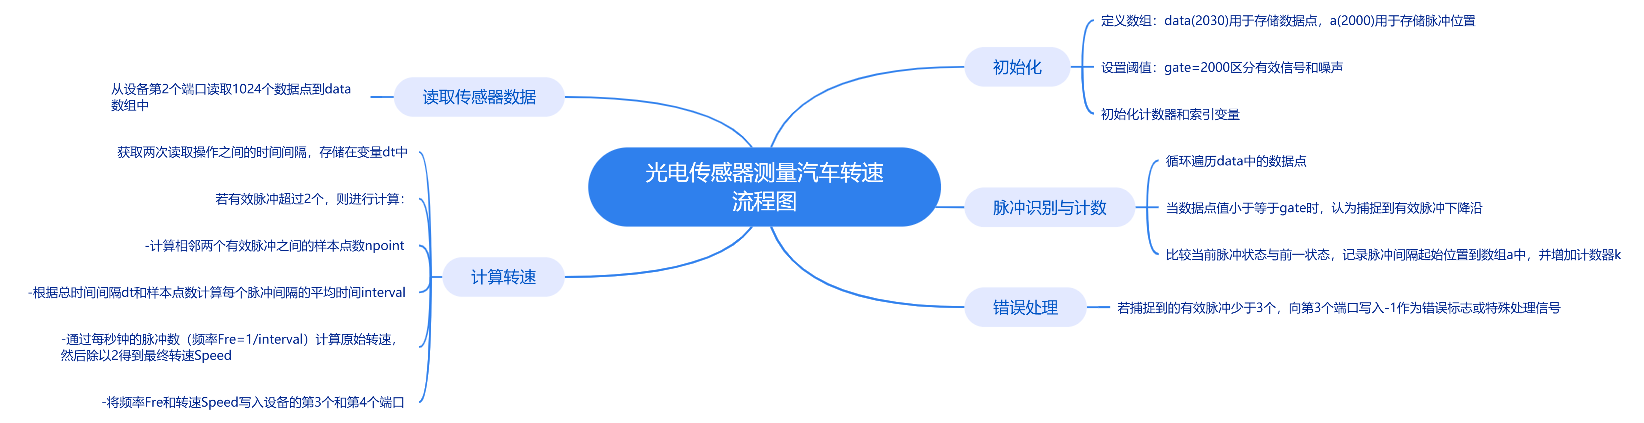 光电传感器测量汽车转速
流程图
初始化
定义数组：data(2030)用于存储数据点，a(2000)用于存储脉冲位置
设置阈值：gate=2000区分有效信号和噪声
初始化计数器和索引变量
读取传感器数据
从设备第2个端口读取1024个数据点到data
数组中
脉冲识别与计数
循环遍历data中的数据点
当数据点值小于等于gate时，认为捕捉到有效脉冲下降沿
比较当前脉冲状态与前一状态，记录脉冲间隔起始位置到数组a中，并增加计数器k
计算转速
获取两次读取操作之间的时间间隔，存储在变量dt中
若有效脉冲超过2个，则进行计算：
-计算相邻两个有效脉冲之间的样本点数npoint
-根据总时间间隔dt和样本点数计算每个脉冲间隔的平均时间interval
-通过每秒钟的脉冲数（频率Fre=1/interval）计算原始转速，
然后除以2得到最终转速Speed
-将频率Fre和转速Speed写入设备的第3个和第4个端口
错误处理
若捕捉到的有效脉冲少于3个，向第3个端口写入-1作为错误标志或特殊处理信号